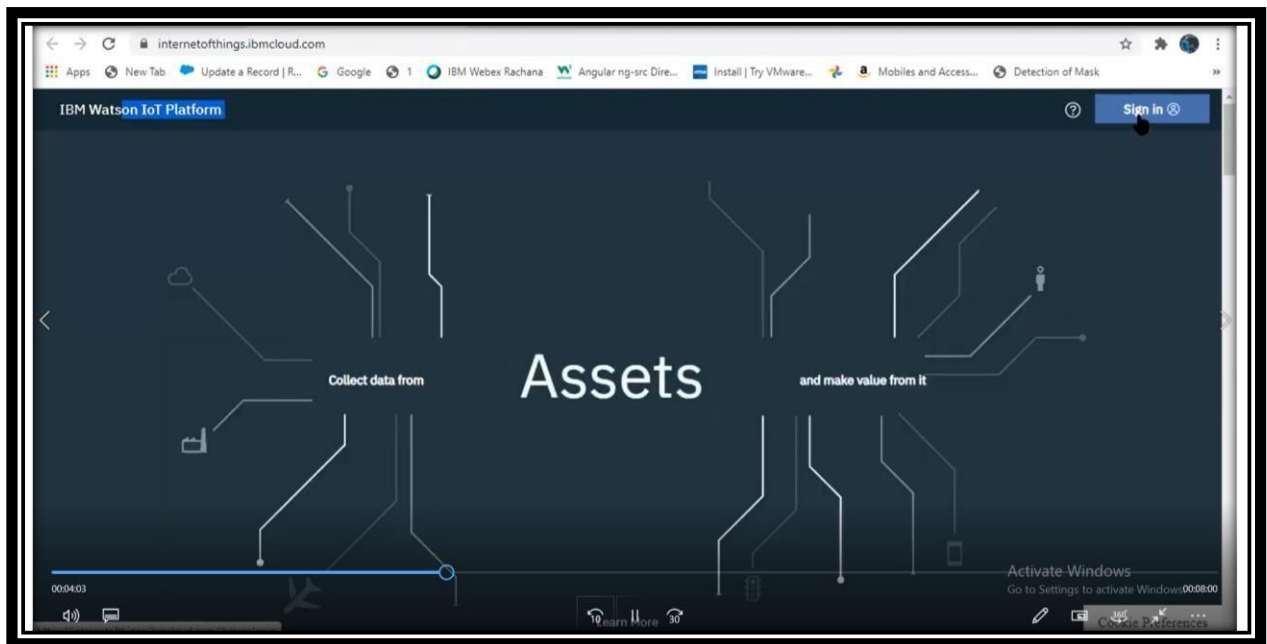 internetofthings.ibmcloud.com
Apps New Tab Update a Record | R... Google 1 IBM Webex Rachana Angular ng-src Dire... Install | Try VMware... a. Mobiles and Access... Detection of Mask »
IBM Watson IoT Platform ? Sign in
Collect data from Assets and make value from it
Activate Windows
00:04:03 Go to Settings to activate Windows 00:08:00
10 Learn More 30 360° Cookie Preferences ...